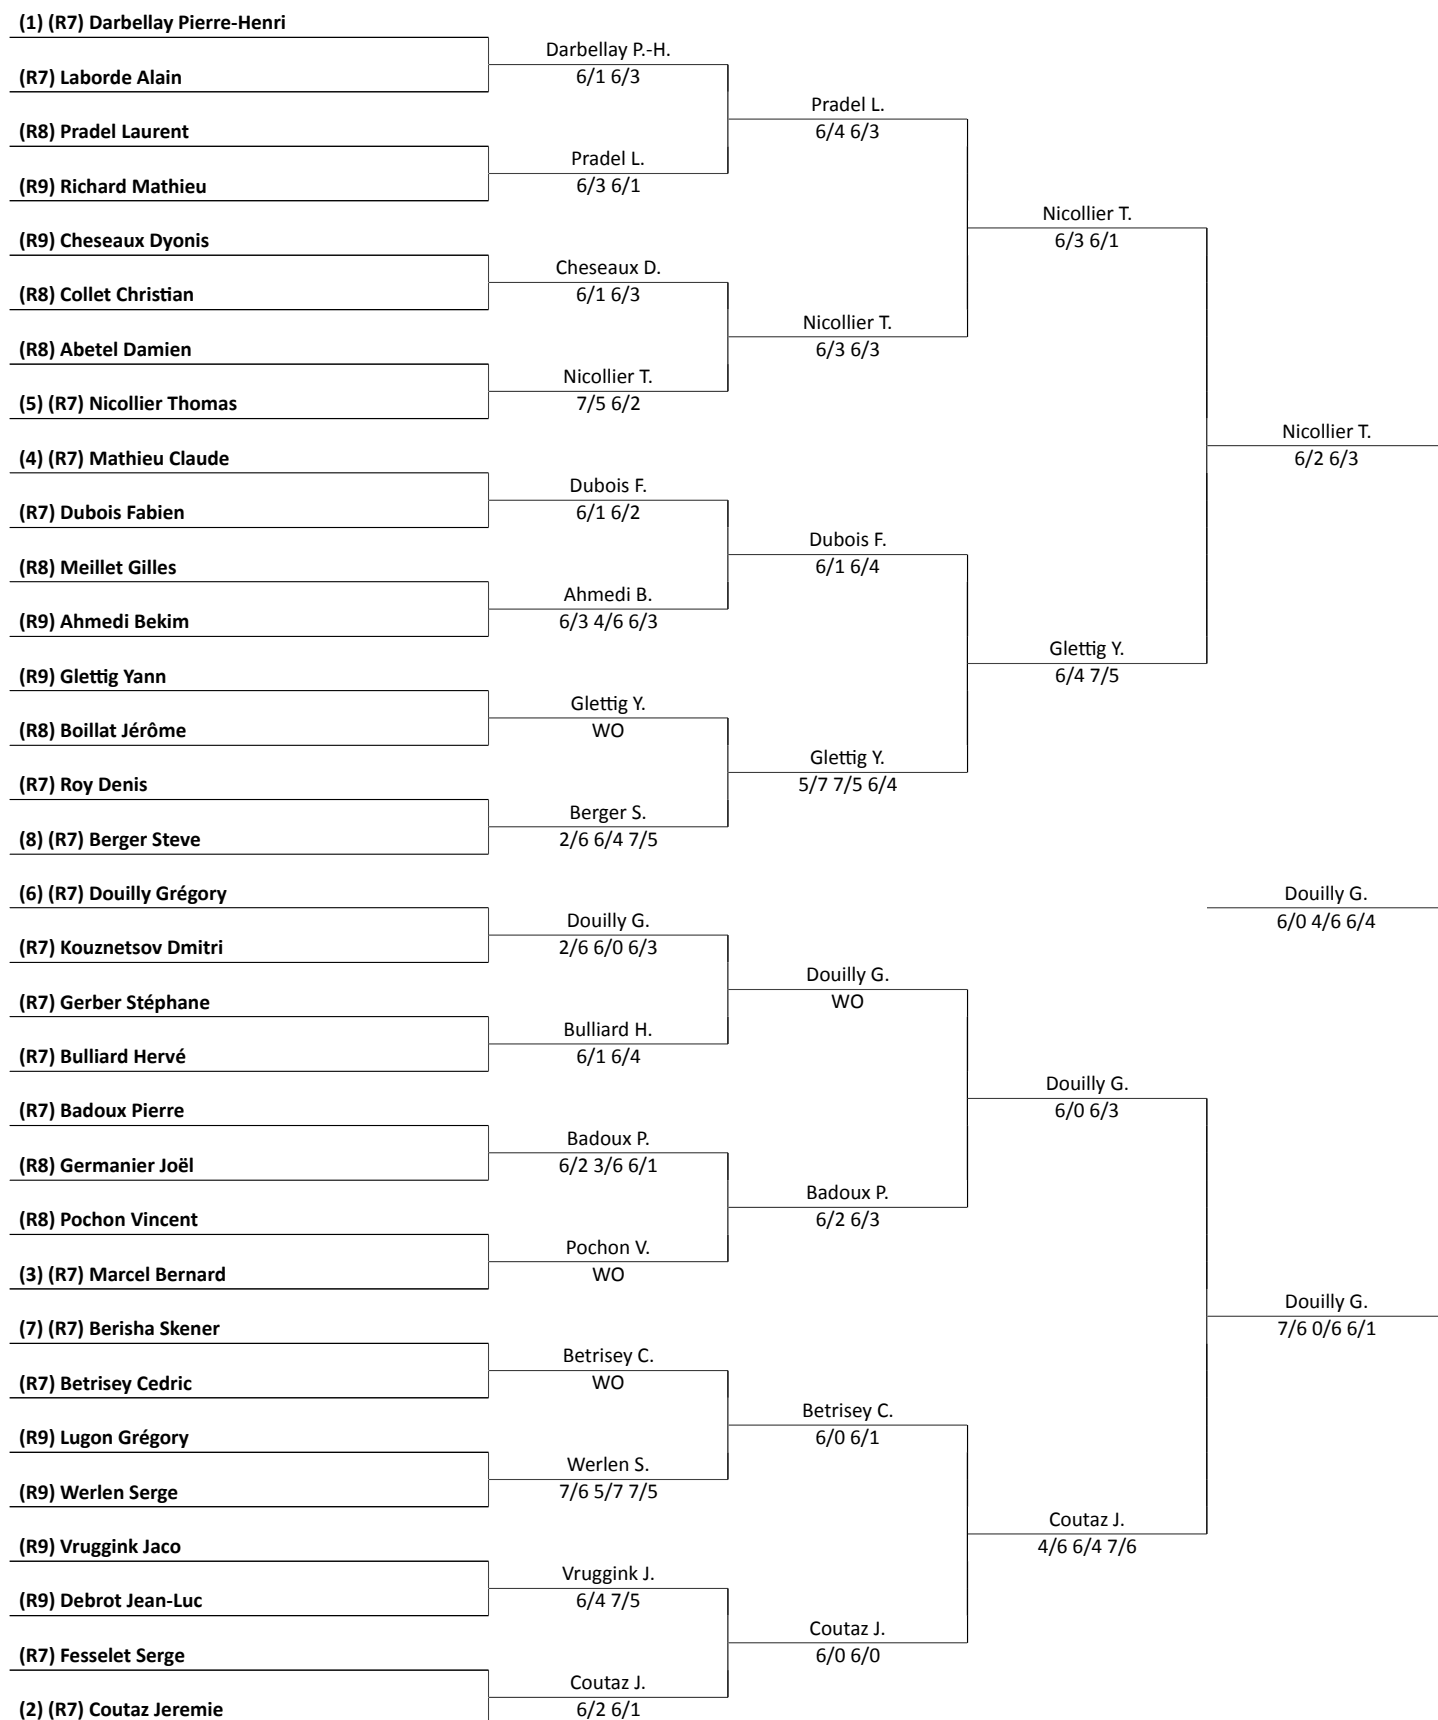 (1) (R7) Darbellay Pierre-Henri
Darbellay P.-H.
6/1 6/3
(R7) Laborde Alain
Pradel L.
6/4 6/3
(R8) Pradel Laurent
Pradel L.
6/3 6/1
(R9) Richard Mathieu
Nicollier T.
6/3 6/1
(R9) Cheseaux Dyonis
Cheseaux D.
6/1 6/3
(R8) Collet Christian
Nicollier T.
6/3 6/3
(R8) Abetel Damien
Nicollier T.
7/5 6/2
(5) (R7) Nicollier Thomas
Nicollier T.
6/2 6/3
(4) (R7) Mathieu Claude
Dubois F.
6/1 6/2
(R7) Dubois Fabien
Dubois F.
6/1 6/4
(R8) Meillet Gilles
Ahmedi B.
6/3 4/6 6/3
(R9) Ahmedi Bekim
Glettig Y.
6/4 7/5
(R9) Glettig Yann
Glettig Y.
WO
(R8) Boillat Jérôme
Glettig Y.
5/7 7/5 6/4
(R7) Roy Denis
Berger S.
2/6 6/4 7/5
(8) (R7) Berger Steve
Douilly G.
6/0 4/6 6/4
(6) (R7) Douilly Grégory
Douilly G.
2/6 6/0 6/3
(R7) Kouznetsov Dmitri
Douilly G.
WO
(R7) Gerber Stéphane
Bulliard H.
6/1 6/4
(R7) Bulliard Hervé
Douilly G.
6/0 6/3
(R7) Badoux Pierre
Badoux P.
6/2 3/6 6/1
(R8) Germanier Joël
Badoux P.
6/2 6/3
(R8) Pochon Vincent
Pochon V.
WO
(3) (R7) Marcel Bernard
Douilly G.
7/6 0/6 6/1
(7) (R7) Berisha Skener
Betrisey C.
WO
(R7) Betrisey Cedric
Betrisey C.
6/0 6/1
(R9) Lugon Grégory
Werlen S.
7/6 5/7 7/5
(R9) Werlen Serge
Coutaz J.
4/6 6/4 7/6
(R9) Vruggink Jaco
Vruggink J.
6/4 7/5
(R9) Debrot Jean-Luc
Coutaz J.
6/0 6/0
(R7) Fesselet Serge
Coutaz J.
6/2 6/1
(2) (R7) Coutaz Jeremie